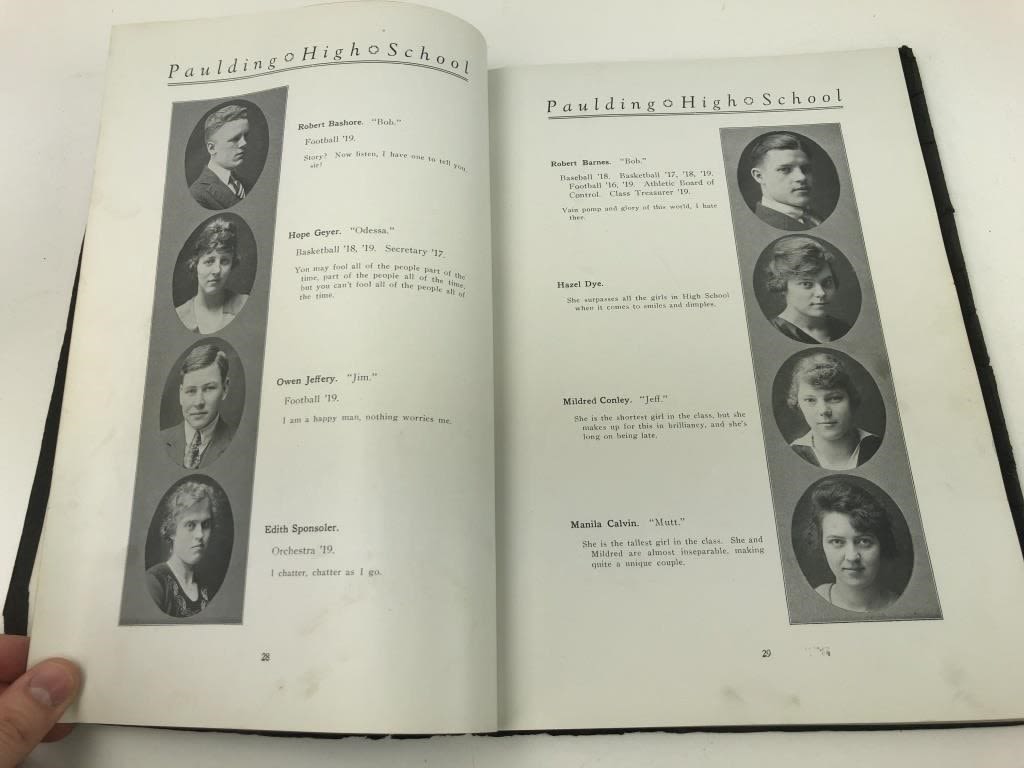 Paulding High School
Robert Bashore. "Bob."
Football '19.
Story? Now listen, I have one to tell you,
sir!
Hope Geyer. "Odessa."
Basketball '18, '19. Secretary '17.
You may fool all of the people part of the
time, part of the people all of the time,
but you can't fool all of the people all of
the time.
Owen Jeffery. "Jim."
Football '19.
I am a happy man, nothing worries me.
Edith Sponsoler.
Orchestra '19.
I chatter, chatter as I go.
28
Paulding High School
Robert Barnes. "Bob."
Baseball '18. Basketball '17, '18, '19.
Football '16, '19. Athletic Board of
Control. Class Treasurer '19.
Vain pomp and glory of this world, I hate
thee.
Hazel Dye.
She surpasses all the girls in High School
when it comes to smiles and dimples.
Mildred Conley. "Jeff."
She is the shortest girl in the class, but she
makes up for this in brilliancy, and she's
long on being late.
Manila Calvin. "Mutt."
She is the tallest girl in the class. She and
Mildred are almost inseparable, making
quite a unique couple.
29